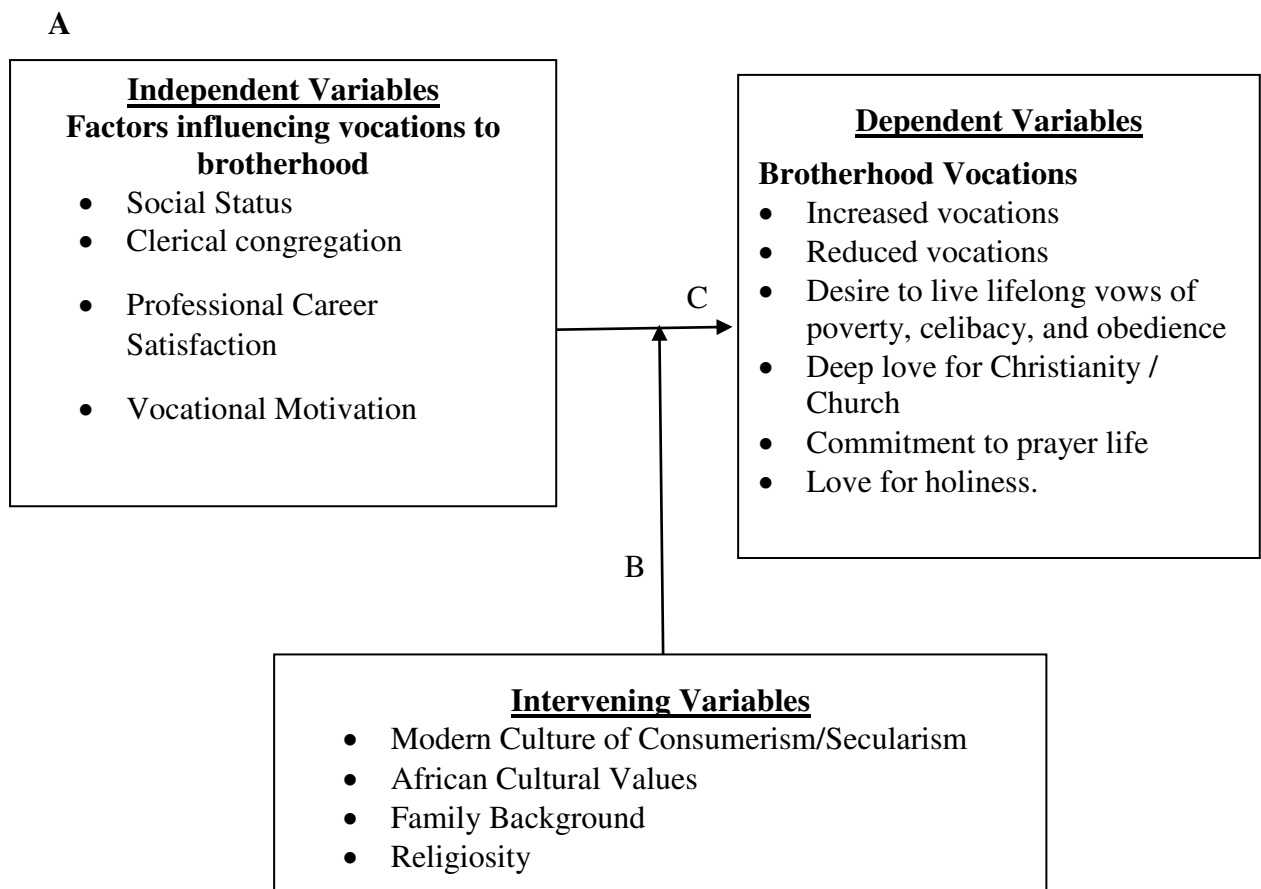 A
Independent Variables
Factors influencing vocations to
brotherhood
• Social Status
• Clerical congregation
• Professional Career
Satisfaction
• Vocational Motivation
Dependent Variables
Brotherhood Vocations
• Increased vocations
• Reduced vocations
• Desire to live lifelong vows of
poverty, celibacy, and obedience
• Deep love for Christianity /
Church
• Commitment to prayer life
• Love for holiness.
C
B
Intervening Variables
• Modern Culture of Consumerism/Secularism
• African Cultural Values
• Family Background
• Religiosity